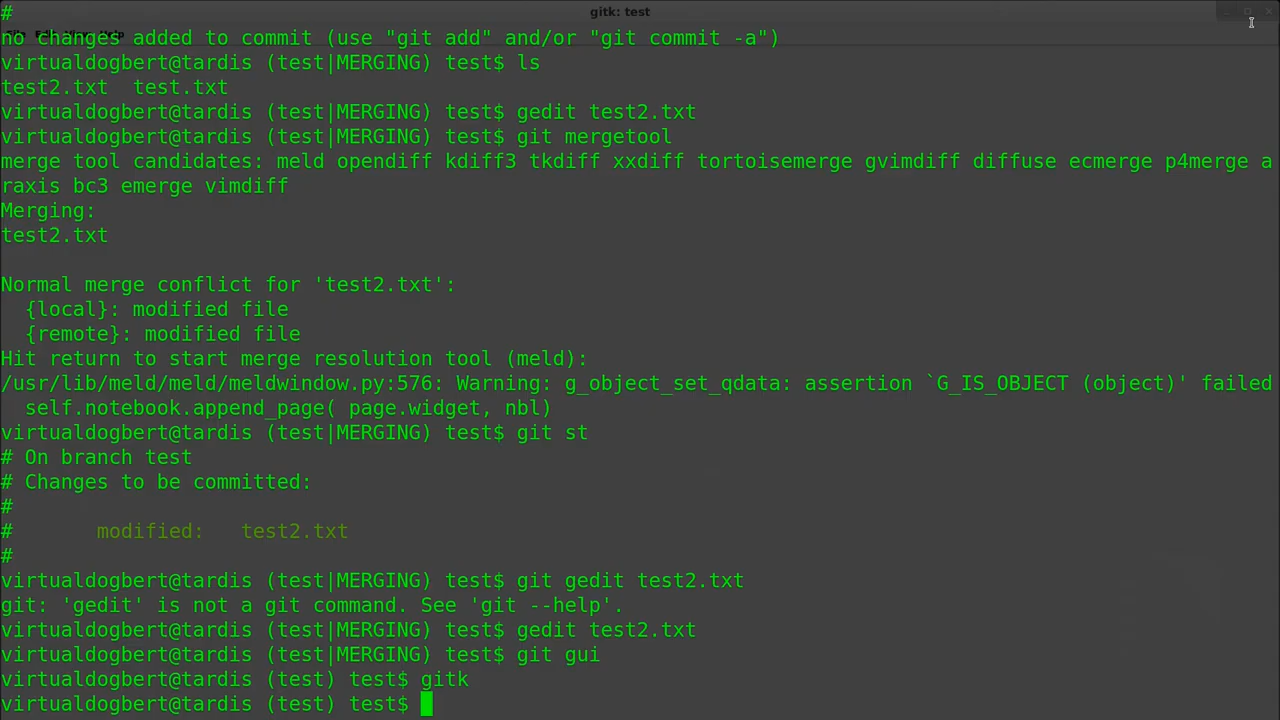 gitk: test
#
File Edit View Help
no changes added to commit (use "git add" and/or "git commit -a")
virtualdogbert@tardis (test|MERGING) test$ ls
test2.txt  test.txt
virtualdogbert@tardis (test|MERGING) test$ gedit test2.txt
virtualdogbert@tardis (test|MERGING) test$ git mergetool
merge tool candidates: meld opendiff kdiff3 tkdiff xxdiff tortoisemerge gvimdiff diffuse ecmerge p4merge a
raxis bc3 emerge vimdiff
Merging:
test2.txt
Normal merge conflict for 'test2.txt':
  {local}: modified file
  {remote}: modified file
Hit return to start merge resolution tool (meld):
/usr/lib/meld/meld/meldwindow.py:576: Warning: g_object_set_qdata: assertion `G_IS_OBJECT (object)' failed
  self.notebook.append_page( page.widget, nbl)
virtualdogbert@tardis (test|MERGING) test$ git st
# On branch test
# Changes to be committed:
#
#       modified:   test2.txt
#
virtualdogbert@tardis (test|MERGING) test$ git gedit test2.txt
git: 'gedit' is not a git command. See 'git --help'.
virtualdogbert@tardis (test|MERGING) test$ gedit test2.txt
virtualdogbert@tardis (test|MERGING) test$ git gui
virtualdogbert@tardis (test) test$ gitk
virtualdogbert@tardis (test) test$